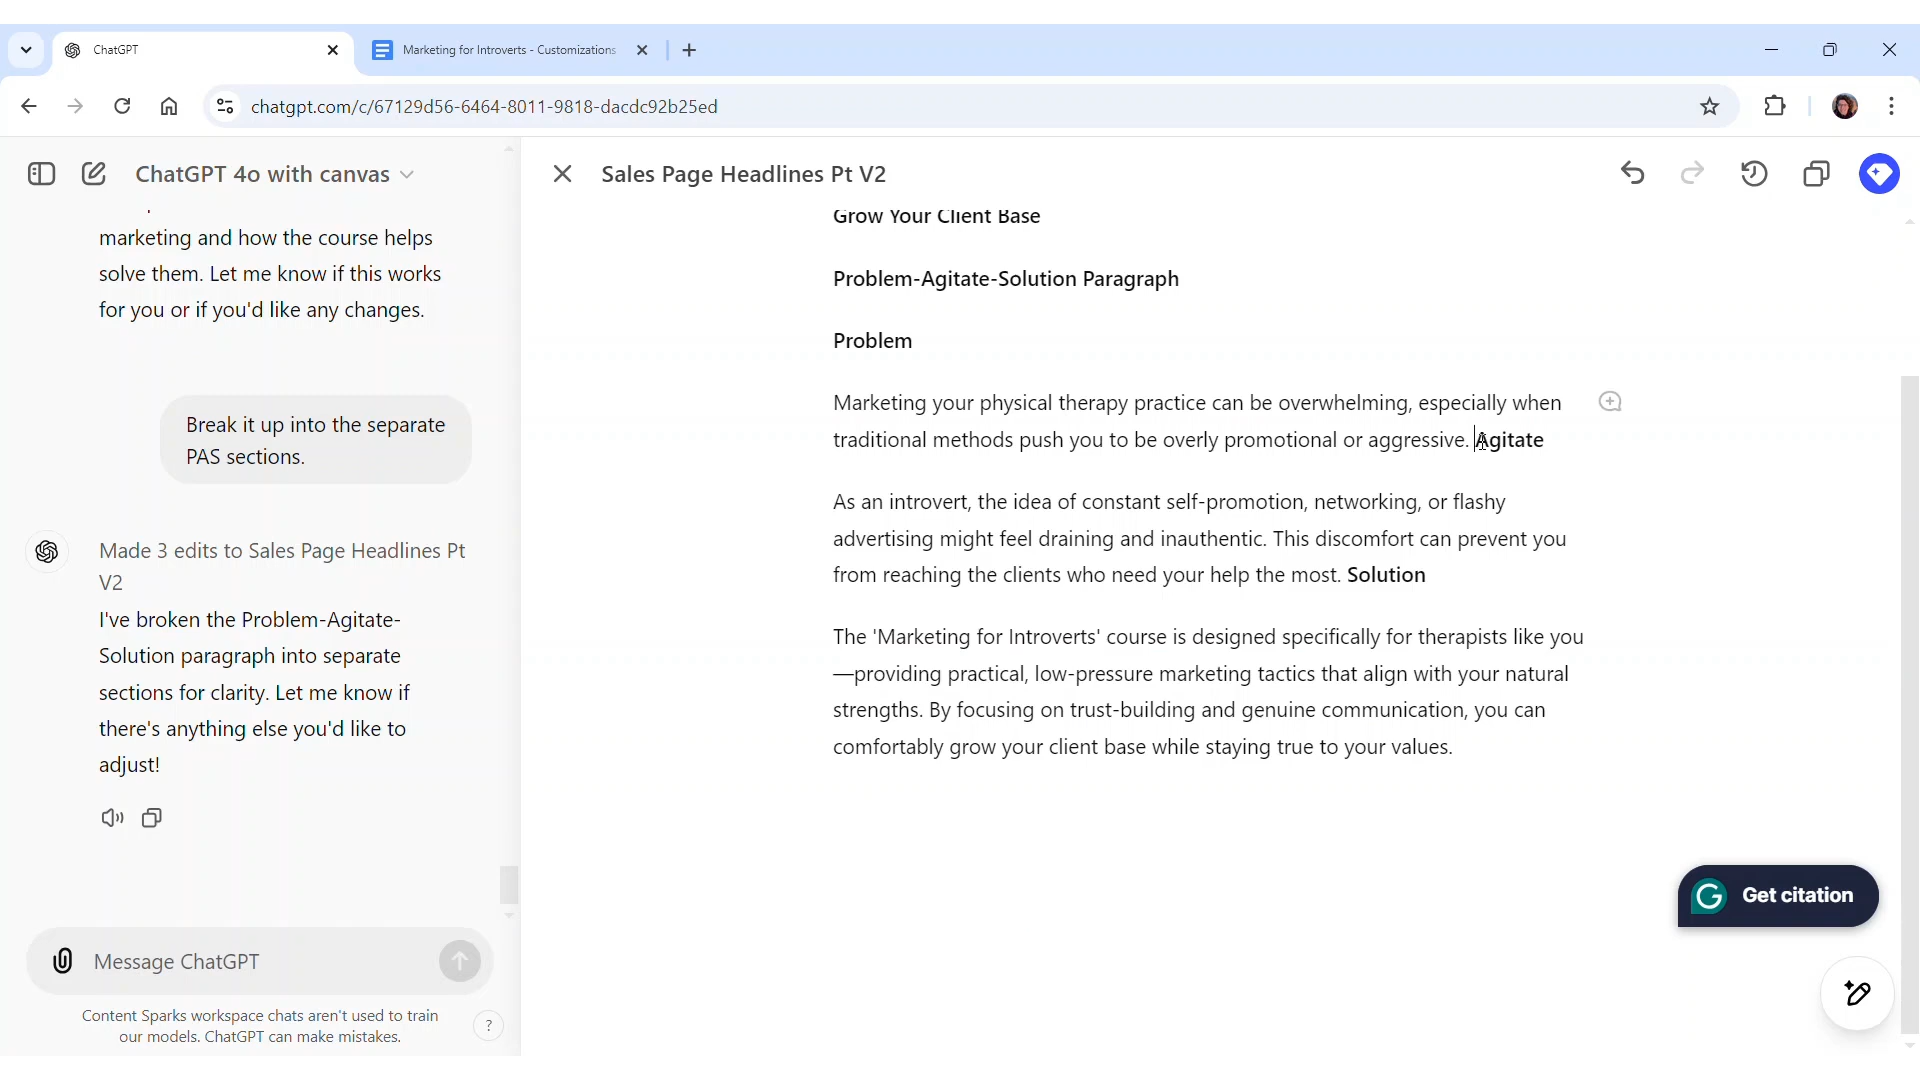 ChatGPT
Marketing for Introverts - Customizations
chatgpt.com/c/67129d56-6464-8011-9818-dacdc92b25ed
ChatGPT 4o with canvas
marketing and how the course helps
solve them. Let me know if this works
for you or if you'd like any changes.
Break it up into the separate
PAS sections.
Made 3 edits to Sales Page Headlines Pt
V2
I've broken the Problem-Agitate-
Solution paragraph into separate
sections for clarity. Let me know if
there's anything else you'd like to
adjust!
Message ChatGPT
Content Sparks workspace chats aren't used to train
our models. ChatGPT can make mistakes.
?
Sales Page Headlines Pt V2
Grow Your Client Base
Problem-Agitate-Solution Paragraph
Problem
Marketing your physical therapy practice can be overwhelming, especially when
traditional methods push you to be overly promotional or aggressive. Agitate
As an introvert, the idea of constant self-promotion, networking, or flashy
advertising might feel draining and inauthentic. This discomfort can prevent you
from reaching the clients who need your help the most. Solution
The 'Marketing for Introverts' course is designed specifically for therapists like you
—providing practical, low-pressure marketing tactics that align with your natural
strengths. By focusing on trust-building and genuine communication, you can
comfortably grow your client base while staying true to your values.
Get citation